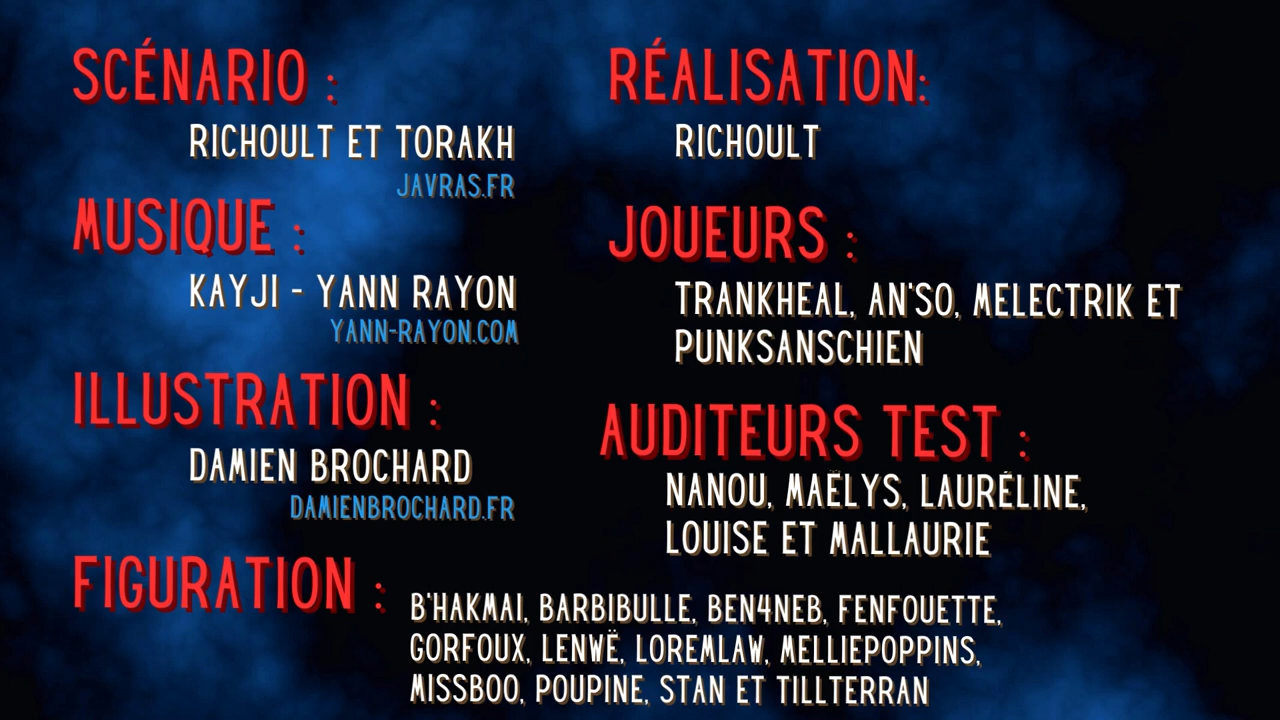 SCÉNARIO :
RICHOULT ET TORAKH
JAVRAS.FR
MUSIQUE :
KAYJI - YANN RAYON
YANN-RAYON.COM
ILLUSTRATION :
DAMIEN BROCHARD
DAMIENBROCHARD.FR
RÉALISATION:
RICHOULT
JOUEURS :
TRANKHEAL, AN'SO, MELECTRIK ET
PUNKSANSCHIEN
AUDITEURS TEST :
NANOU, MAËLYS, LAURÉLINE,
LOUISE ET MALLAURIE
FIGURATION :
B'HAKMAI, BARBIBULLE, BEN4NEB, FENFOUETTE,
GORFOUX, LENWË, LOREMLAW, MELLIEPOPPINS,
MISSBOO, POUPINE, STAN ET TILLTERRAN